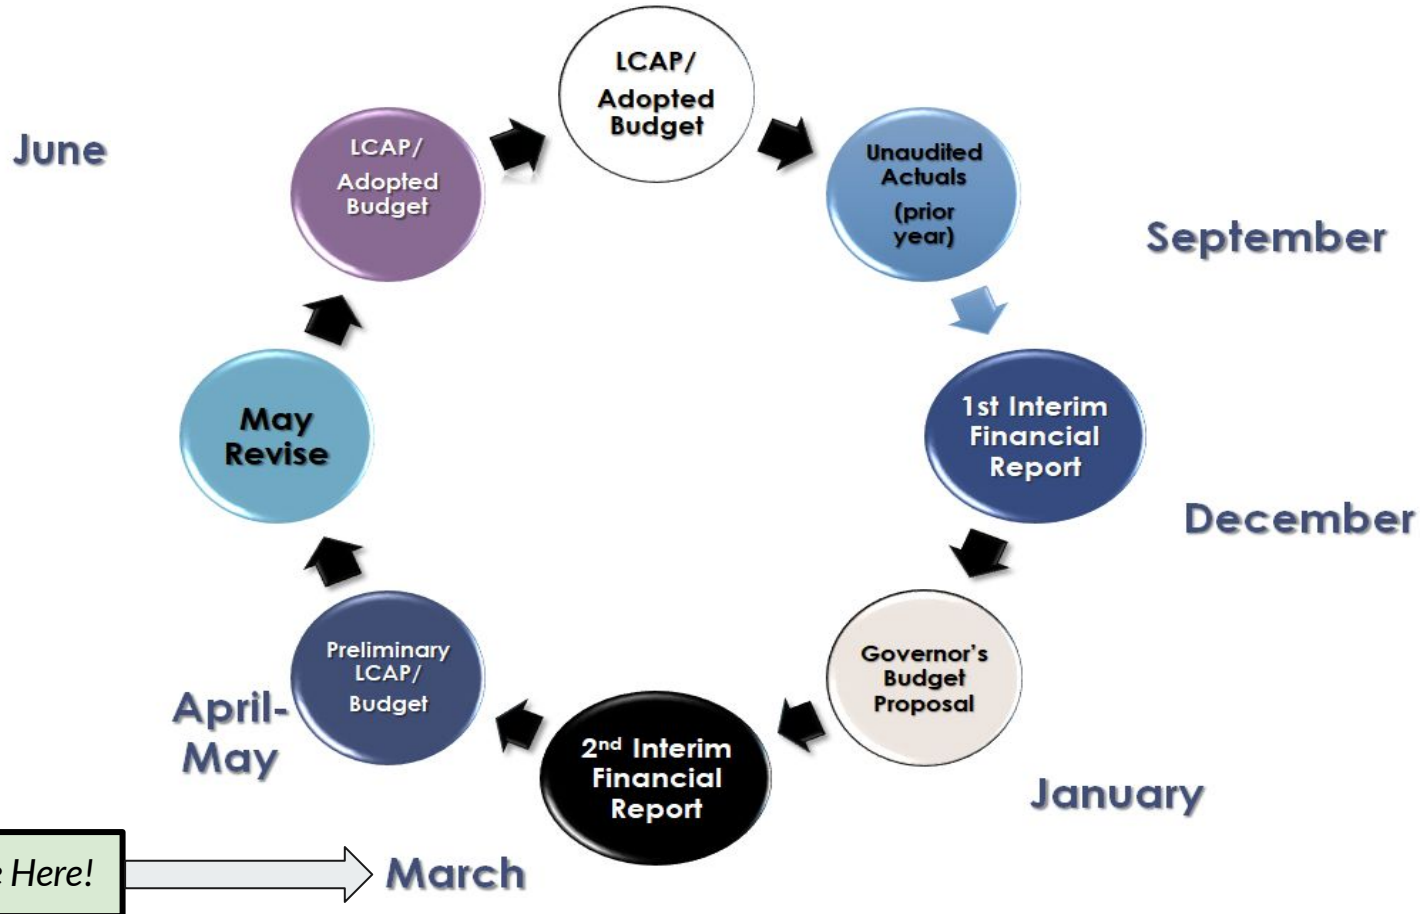 LCAP/
Adopted
Budget
Unaudited
Actuals
(prior
year)
September
1st Interim
Financial
Report
December
Governor's
Budget
Proposal
January
2nd Interim
Financial
Report
March
Here!
Preliminary
LCAP/
Budget
April-
May
May
Revise
LCAP/
Adopted
Budget
June